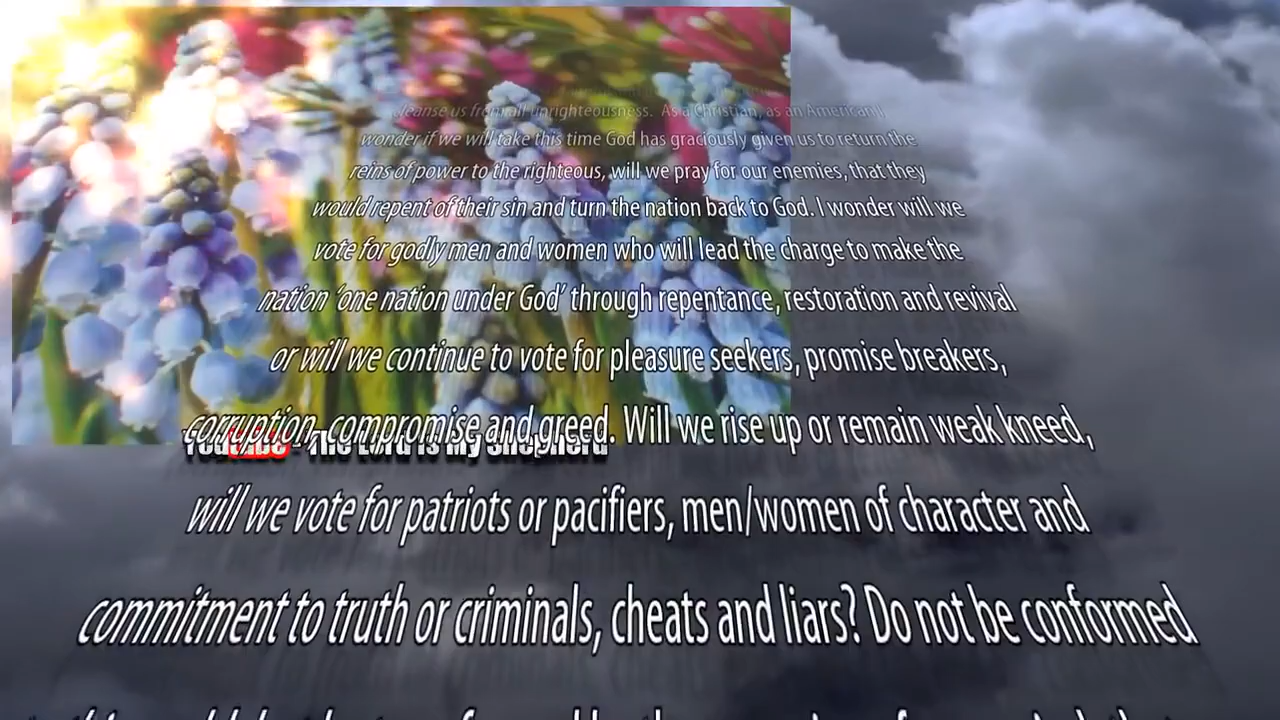 us from all unrighteousness. As a Christian, as an American I
wonder if we will take this time God has graciously given us to return the
reins of power to the righteous, will we pray for our enemies, that they
would repent of their sin and turn the nation back to God. I wonder will we
vote for godly men and women who will lead the charge to make the
nation 'one nation under God' through repentance, restoration and revival
or will we continue to vote for pleasure seekers, promise breakers,
corruption, compromise and greed. Will we rise up or remain weak kneed,
Youtube - The Lord Is My Shepherd
will we vote for patriots or pacifiers, men/women of character and
commitment to truth or criminals, cheats and liars? Do not be conformed